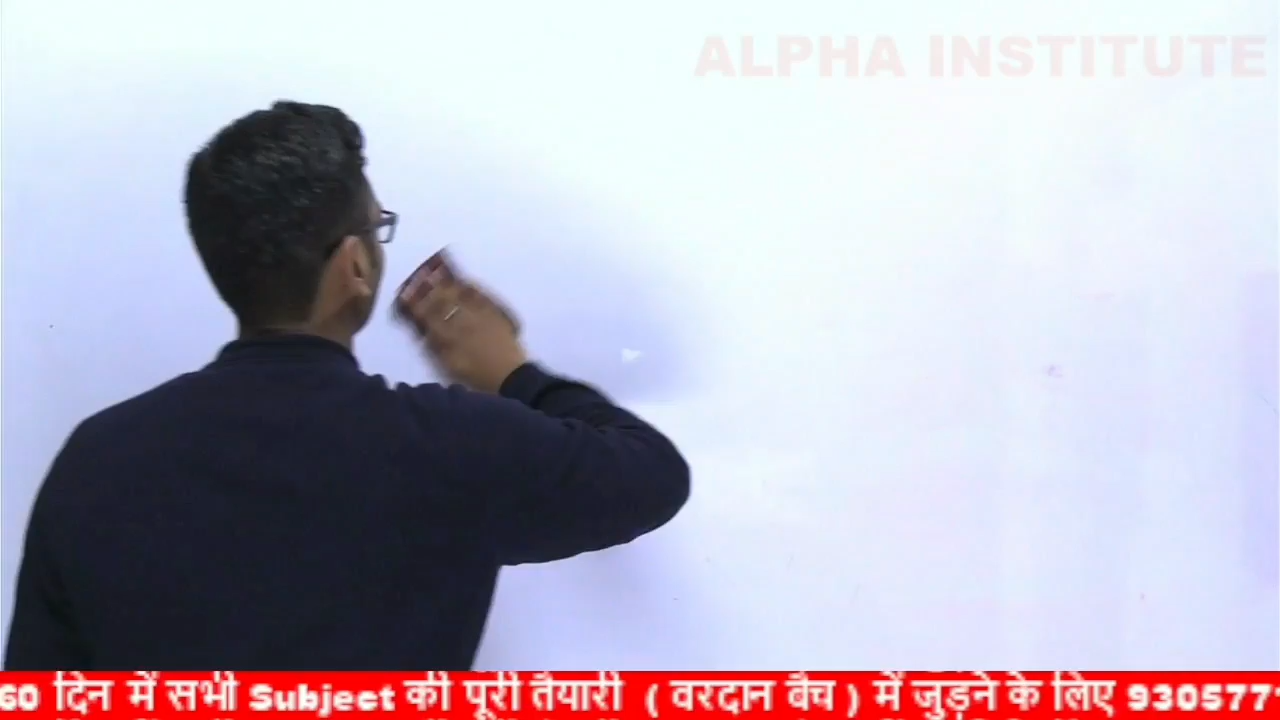 ALPHA INSTITUTE
60 दिन में सभी Subject की पूरी तैयारी ( वरदान बैच ) में जुड़ने के लिए 930577